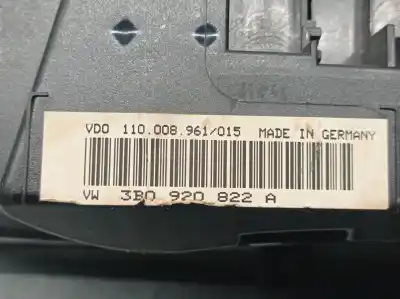 VDO 110.008.961/015 MADE IN GERMANY
VW 3B0 920 822 A